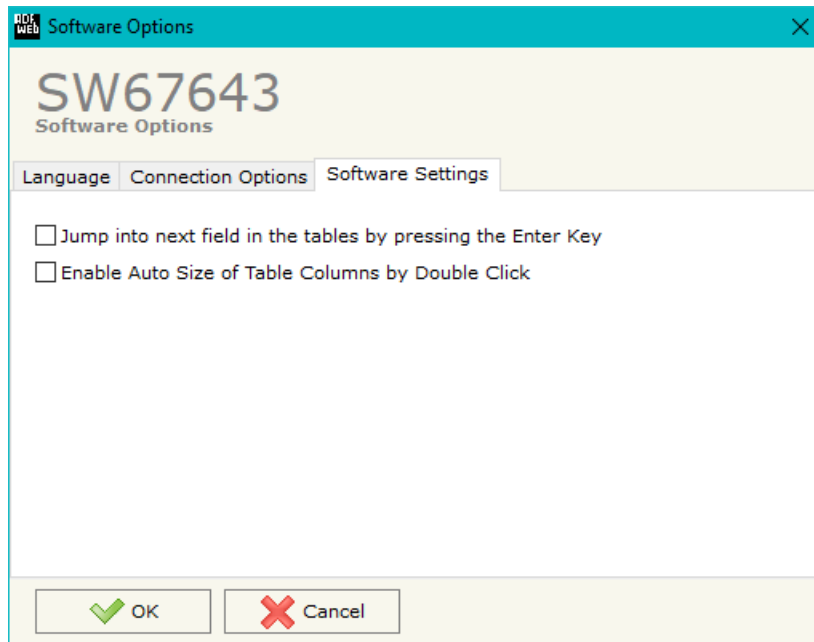 ADF
WEB
Software Options
SW67643
Software Options
Language Connection Options Software Settings
Jump into next field in the tables by pressing the Enter Key
Enable Auto Size of Table Columns by Double Click
OK Cancel